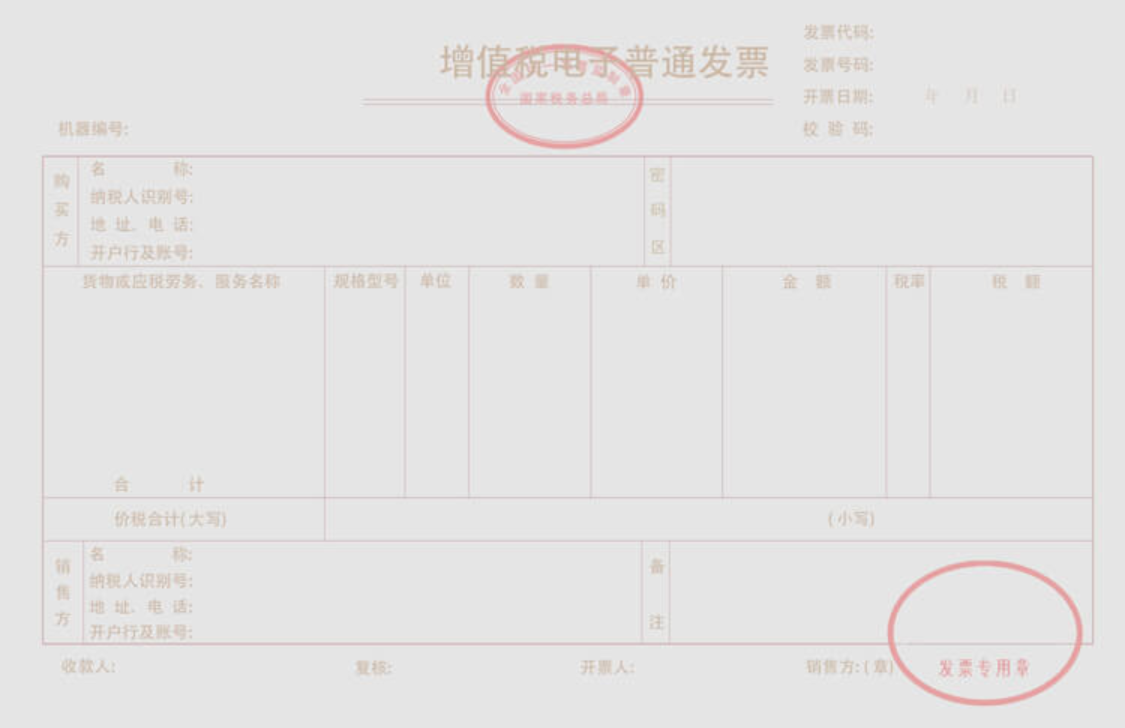 增值税电子普通发票
国家税务总局
发票代码:
发票号码:
开票日期: 年 月 日
校 验 码:
机器编号:
购买方
名 称:
纳税人识别号:
地 址、电 话:
开户行及账号:
密码区
货物或应税劳务、服务名称 规格型号 单位 数 量 单 价 金 额 税率 税 额
合 计
价税合计(大写) (小写)
销售方
名 称:
纳税人识别号:
地 址、电 话:
开户行及账号:
备注
收款人: 复核: 开票人: 销售方:(章)
发票专用章